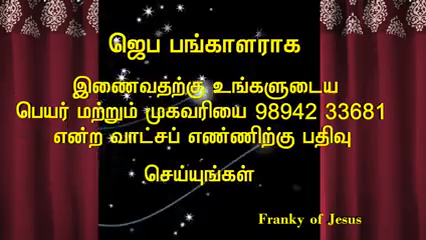 ஜெப பங்காளராக
இணைவதற்கு உங்களுடைய
பெயர் மற்றும் முகவரியை 98942 33681
என்ற வாட்சப் எண்ணிற்கு பதிவு
செய்யுங்கள்
Franky of Jesus